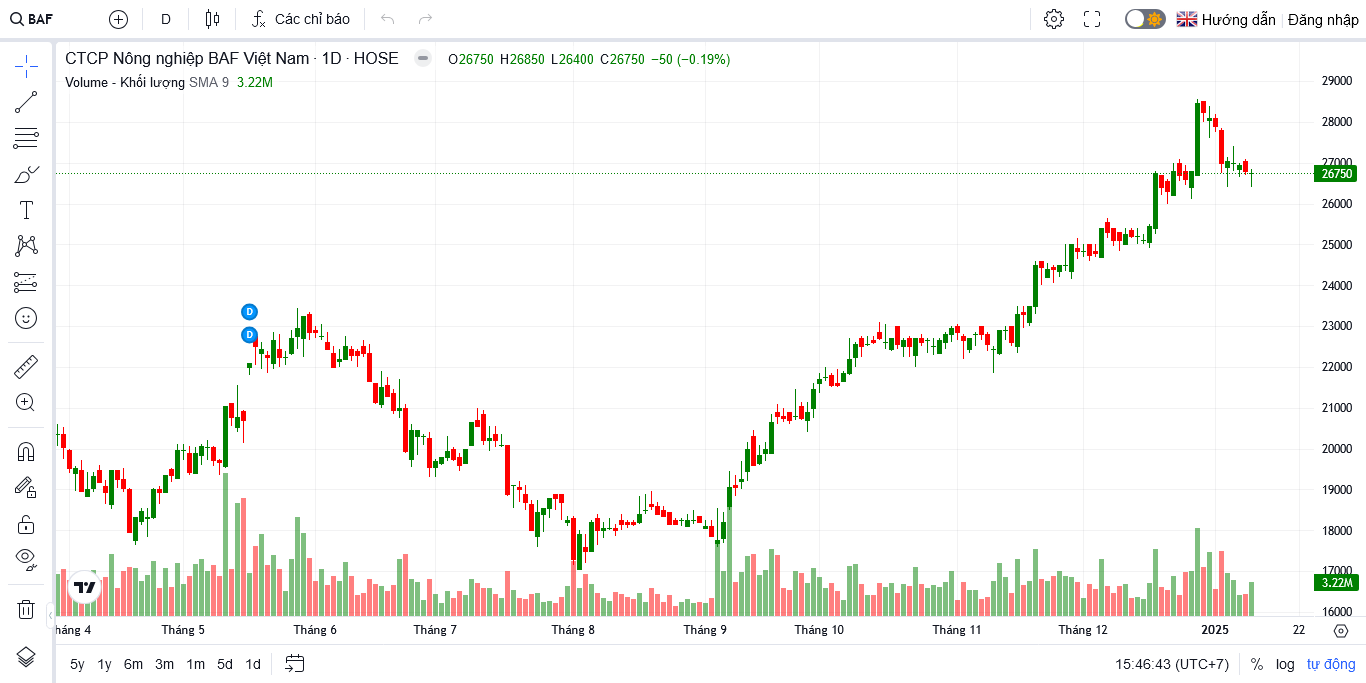 BAF D Các chỉ báo Hướng dẫn Đăng nhập
CTCP Nông nghiệp BAF Việt Nam · 1D · HOSE O26750 H26850 L26400 C26750 −50 (−0.19%)
Volume - Khối lượng SMA 9 3.22M
29000
28000
27000
26750
26000
25000
24000
23000
22000
21000
20000
19000
18000
17000
3.22M
16000
D
D
háng 4 Tháng 5 Tháng 6 Tháng 7 Tháng 8 Tháng 9 Tháng 10 Tháng 11 Tháng 12 2025 22
5y 1y 6m 3m 1m 5d 1d 15:46:43 (UTC+7) % log tự động